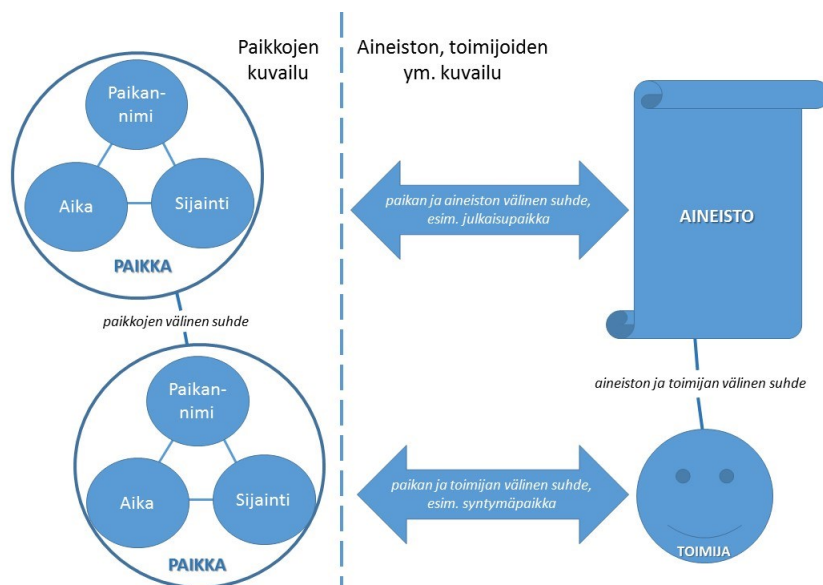 Paikkojen
kuvailu
Aineiston, toimijoiden
ym. kuvailu
Paikan-
nimi
Aika
Sijainti
PAIKKA
paikkojen välinen suhde
Paikan-
nimi
Aika
Sijainti
PAIKKA
paikan ja aineiston välinen suhde,
esim. julkaisupaikka
AINEISTO
aineiston ja toimijan välinen suhde
paikan ja toimijan välinen suhde,
esim. syntymäpaikka
TOIMIJA